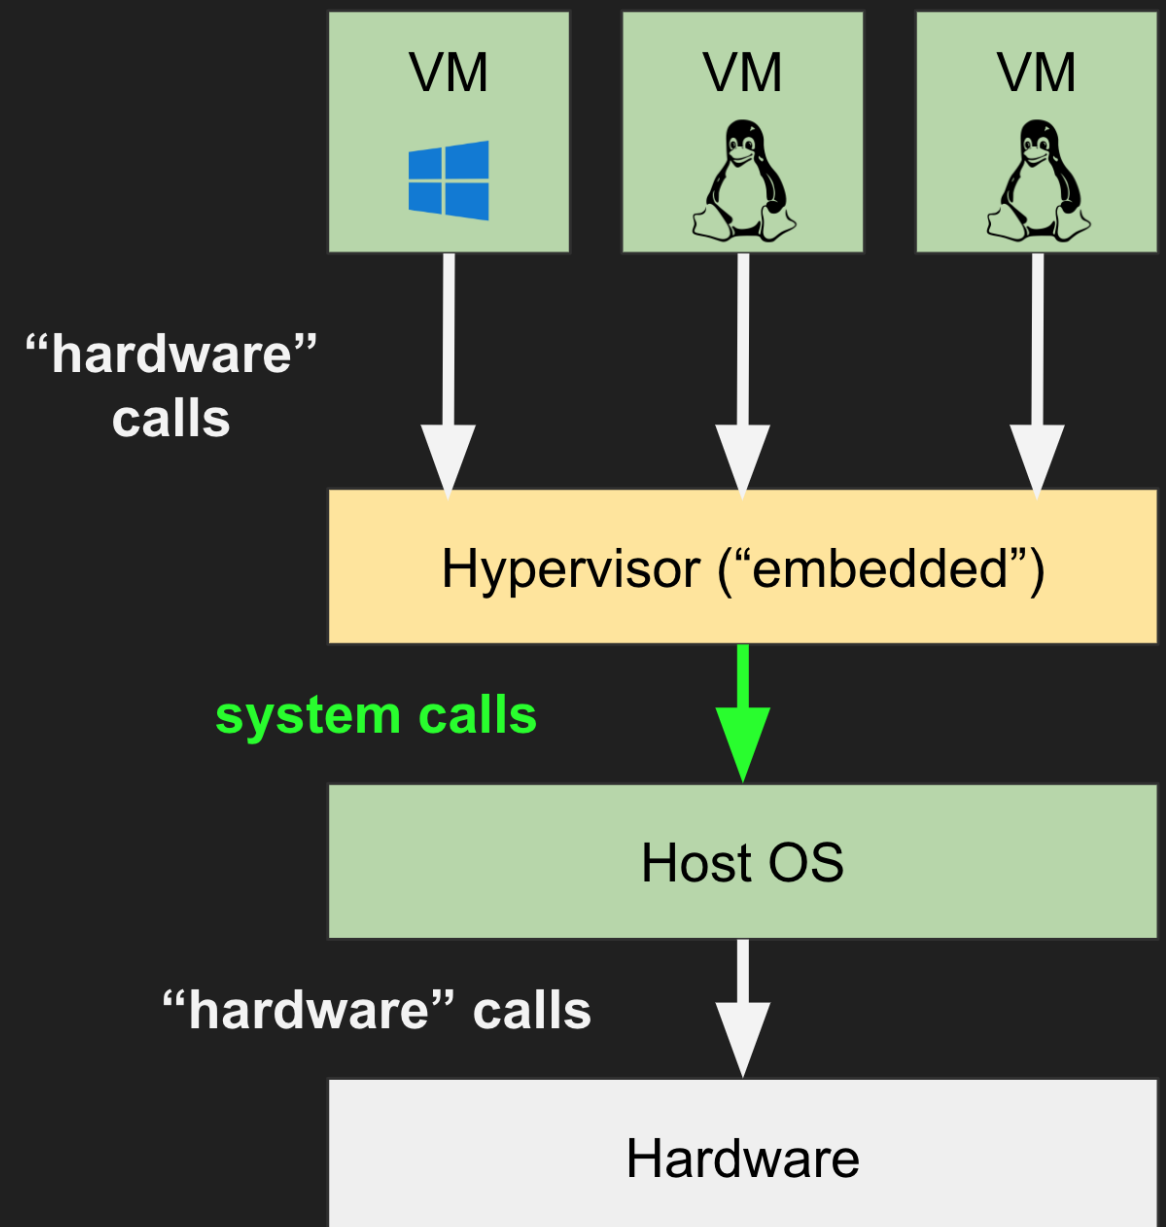 VM
VM
VM
“hardware”
calls
Hypervisor (“embedded”)
system calls
Host OS
“hardware” calls
Hardware